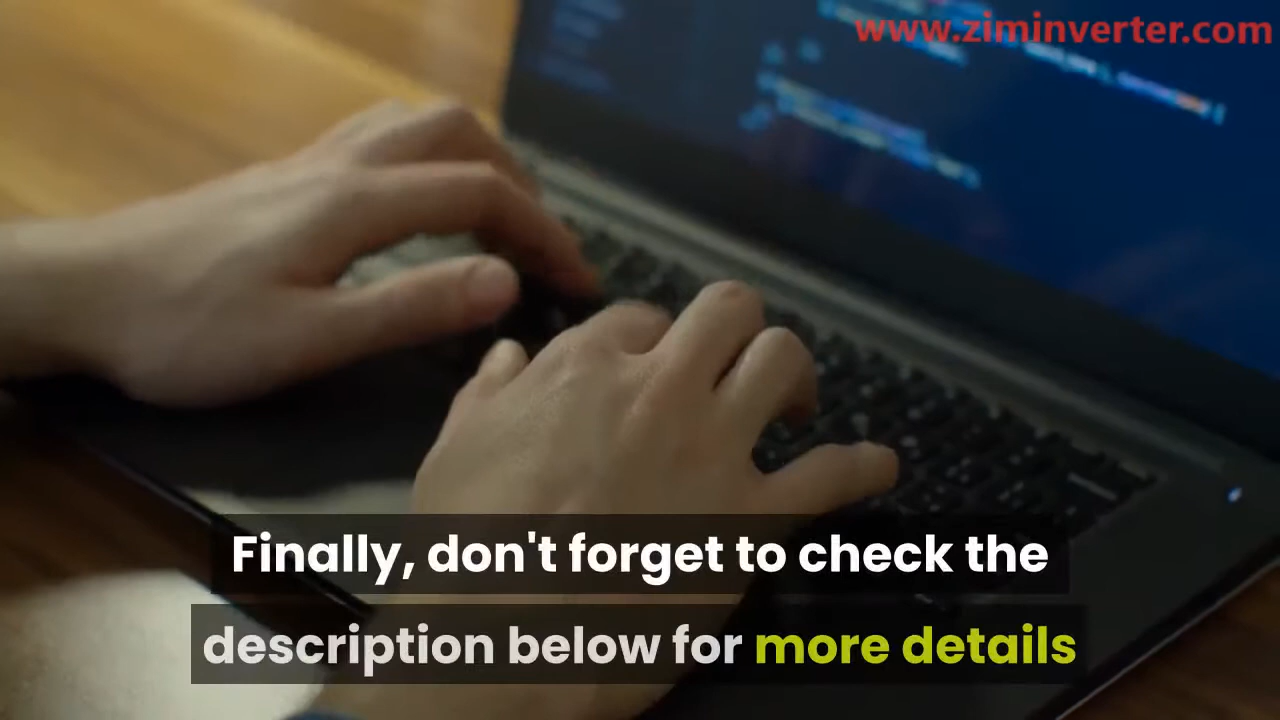 www.ziminverter.com
Finally, don't forget to check the
description below for more details